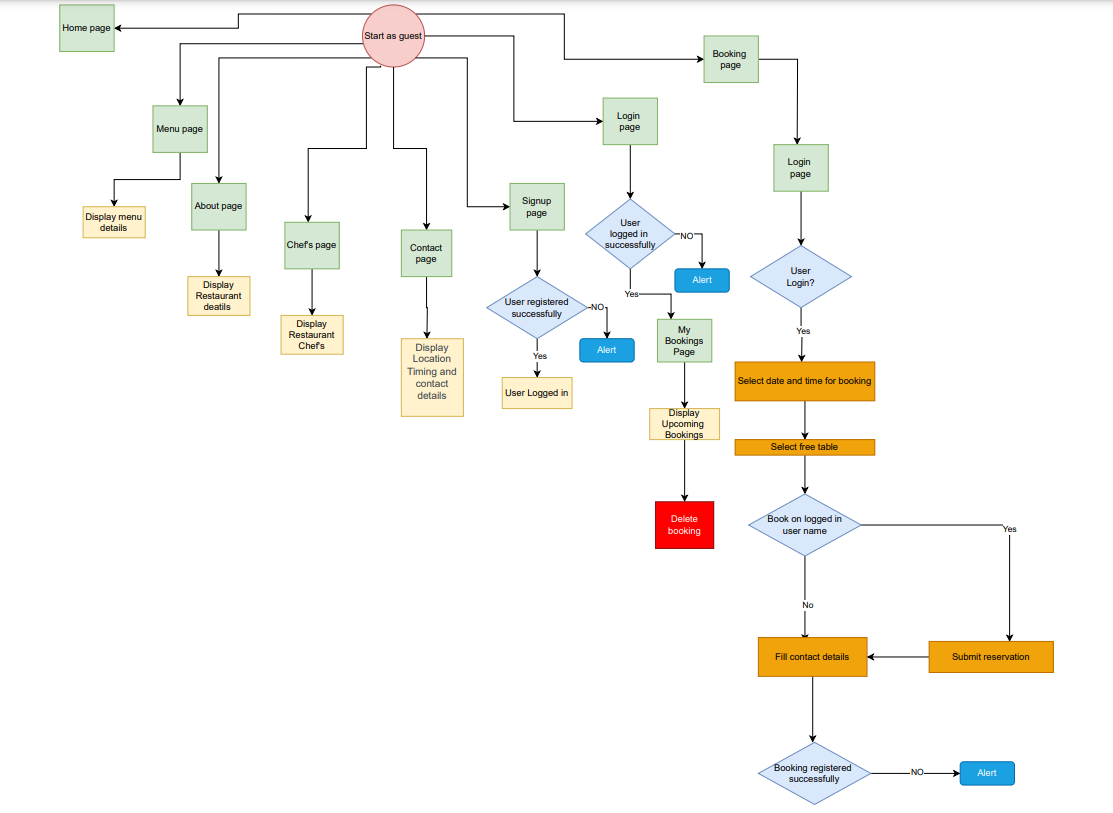 Home page
Start as guest
Booking
page
Menu page
Login
page
Login
page
About page
Signup
page
Display menu
details
Chef's page
Contact
page
User
logged in
successfully
NO
User
Login?
Alert
Display
Restaurant
deatils
Yes
User registered
successfully
NO
Display
Restaurant
Chef's
My
Bookings
Page
Yes
Alert
Yes
Display
Location
Timing and
contact
details
Select date and time for booking
User Logged in
Display
Upcoming
Bookings
Select free table
Delete
booking
Book on logged in
user name
Yes
No
Fill contact details
Submit reservation
Booking registered
successfully
NO
Alert